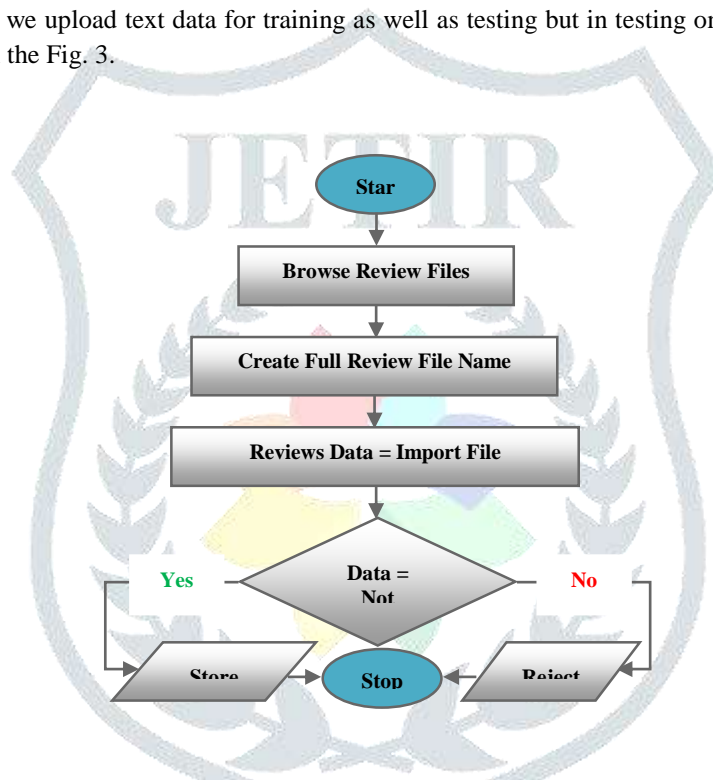 we upload text data for training as well as testing but in testing or
the Fig. 3.
JETIR
Star
Browse Review Files
Create Full Review File Name
Reviews Data = Import File
Yes
Data =
Not
No
Store
Stop
Reject